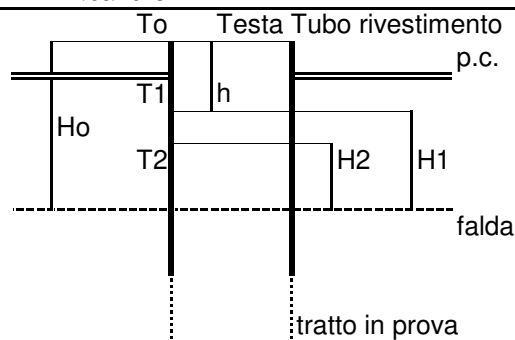 To Testa Tubo rivestimento
p.c.
T1 h
Ho
T2 H2 H1
falda
tratto in prova